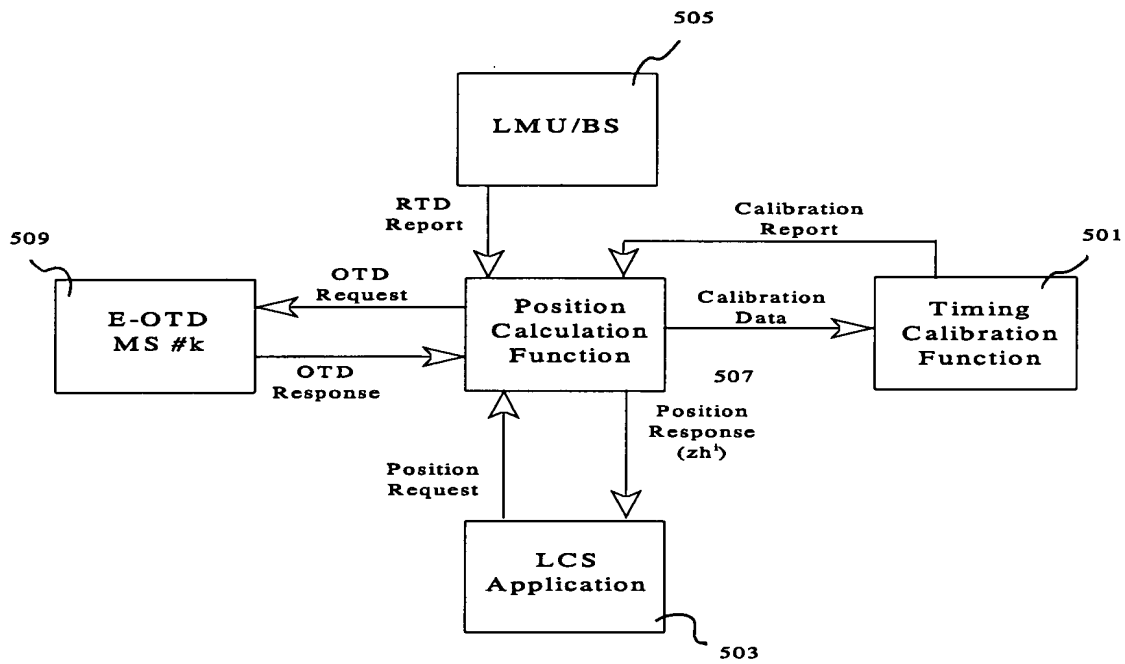 505
LMU/BS
RTD
Report
Calibration
Report
509
501
OTD
Request
E-OTD
MS #k
Position
Calculation
Function
Calibration
Data
Timing
Calibration
Function
OTD
Response
507
Position
Response
(zhⁱ)
Position
Request
LCS
Application
503